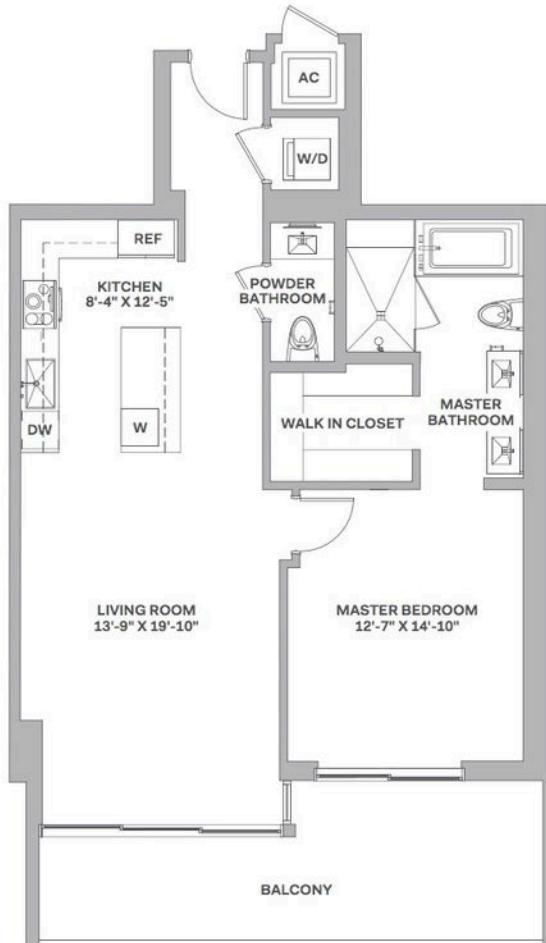 AC
W/D
REF
KITCHEN
8'-4" X 12'-5"
POWDER
BATHROOM
DW
W
WALK IN CLOSET
MASTER
BATHROOM
LIVING ROOM
13'-9" X 19'-10"
MASTER BEDROOM
12'-7" X 14'-10"
BALCONY